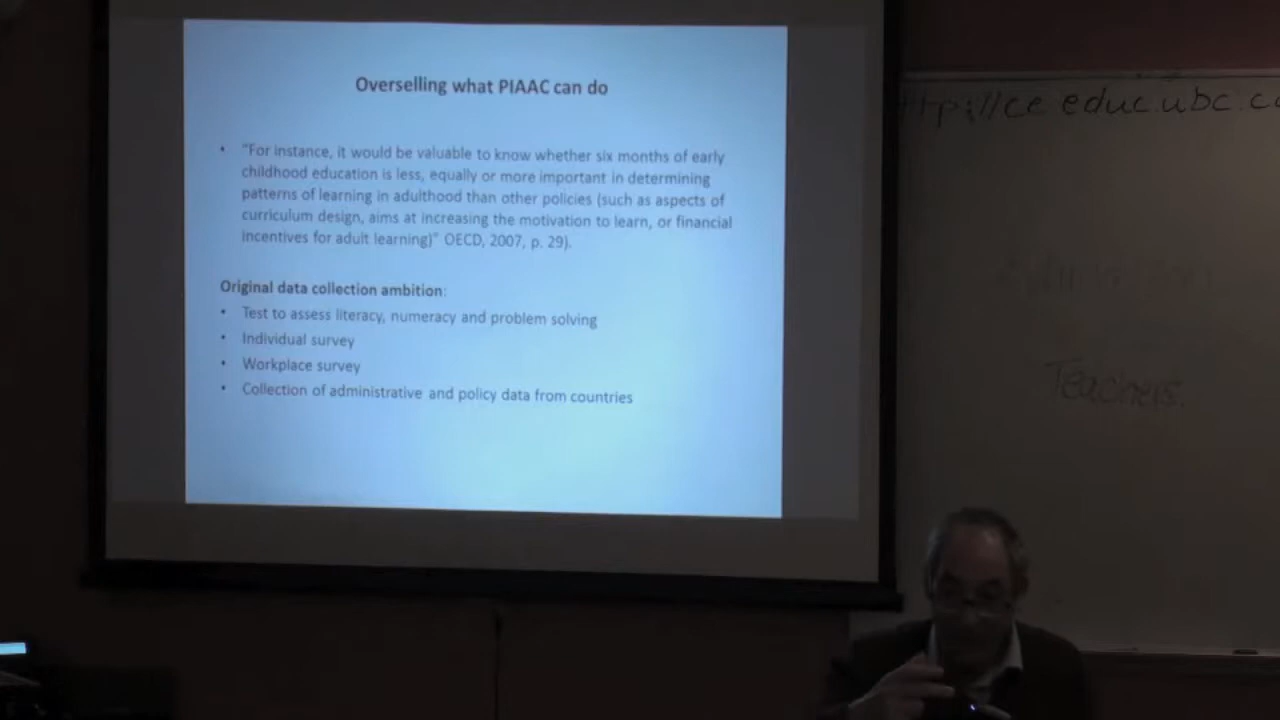 Overselling what PIAAC can do
• "For instance, it would be valuable to know whether six months of early
childhood education is less, equally or more important in determining
patterns of learning in adulthood than other policies (such as aspects of
curriculum design, aims at increasing the motivation to learn, or financial
incentives for adult learning)" OECD, 2007, p. 29).
Original data collection ambition:
• Test to assess literacy, numeracy and problem solving
• Individual survey
• Workplace survey
• Collection of administrative and policy data from countries
ttp://ce.educ.ubc.ca
Teachers.